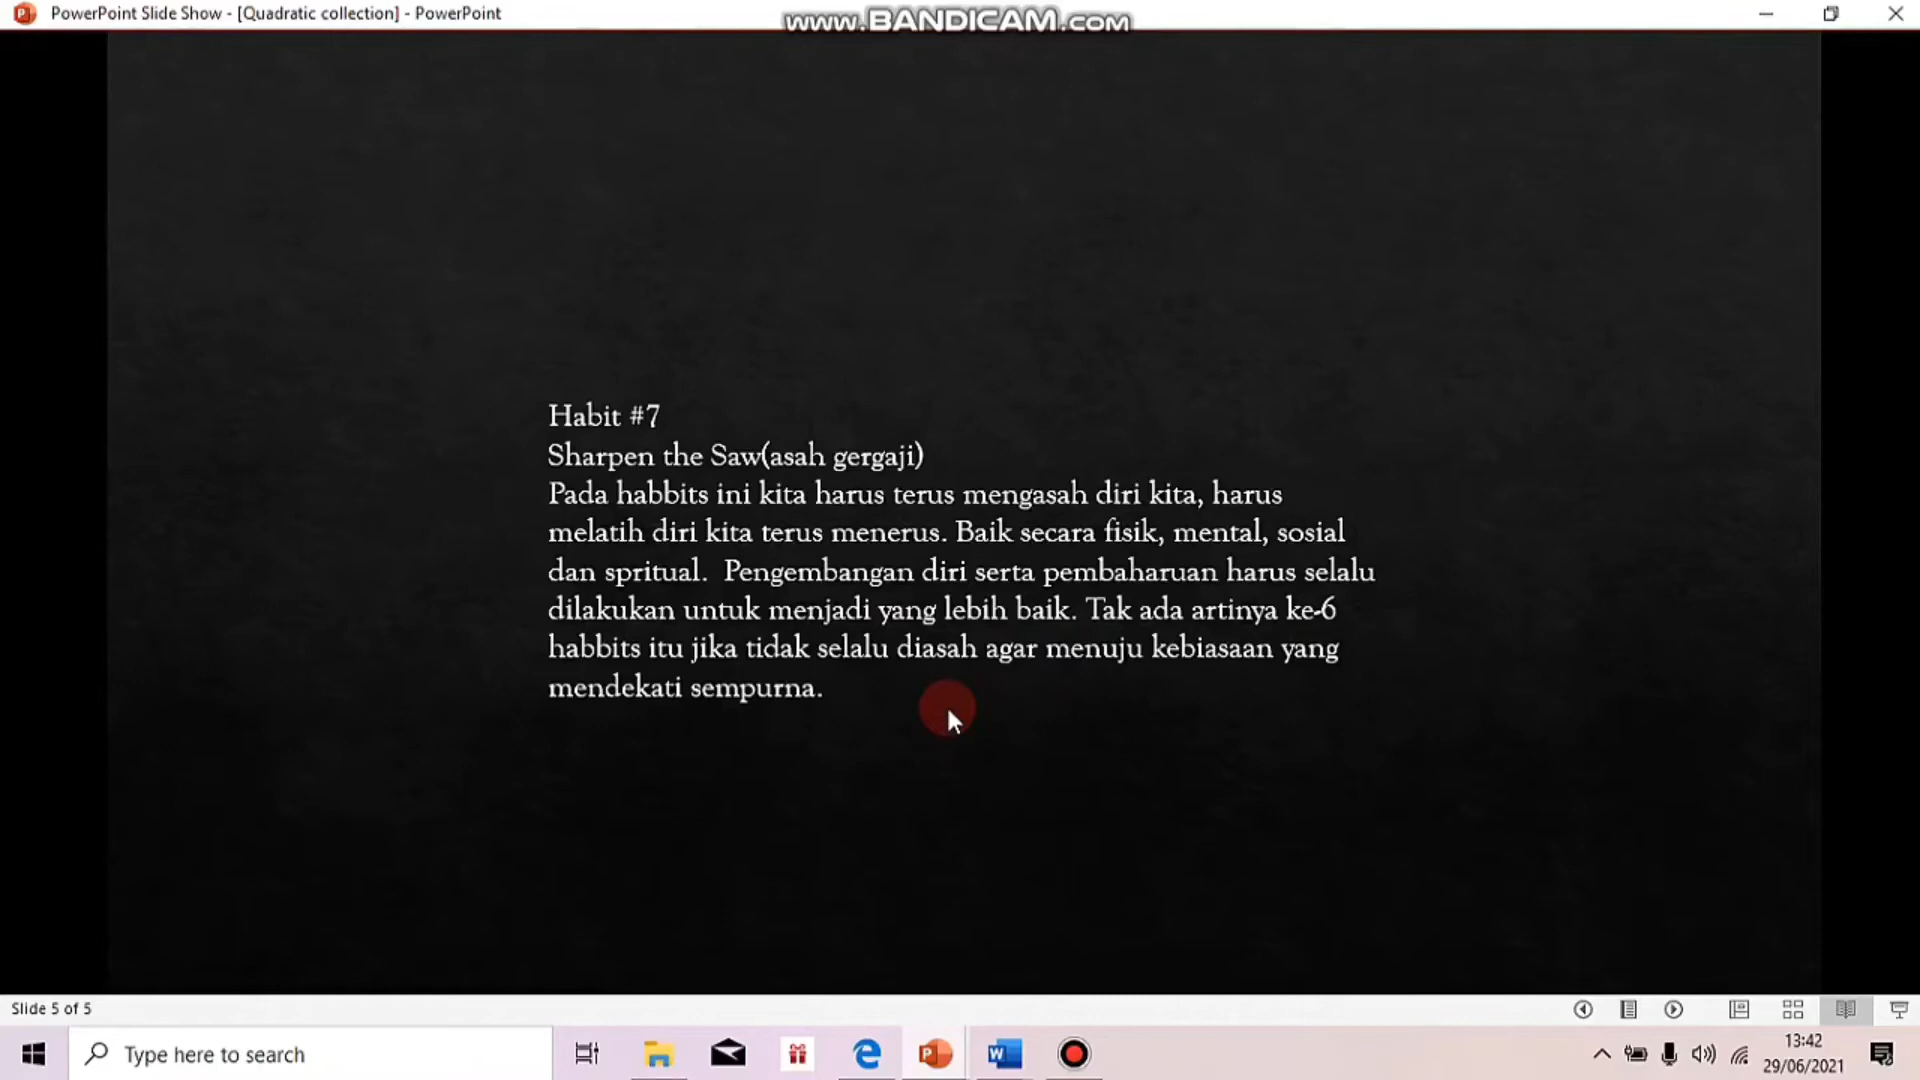 PowerPoint Slide Show - [Quadratic collection] - PowerPoint
www.BANDICAM.com
Habit #7
Sharpen the Saw(asah gergaji)
Pada habbits ini kita harus terus mengasah diri kita, harus
melatih diri kita terus menerus. Baik secara fisik, mental, sosial
dan spritual.  Pengembangan diri serta pembaharuan harus selalu
dilakukan untuk menjadi yang lebih baik. Tak ada artinya ke-6
habbits itu jika tidak selalu diasah agar menuju kebiasaan yang
mendekati sempurna.
Slide 5 of 5
Type here to search
13:42
29/06/2021